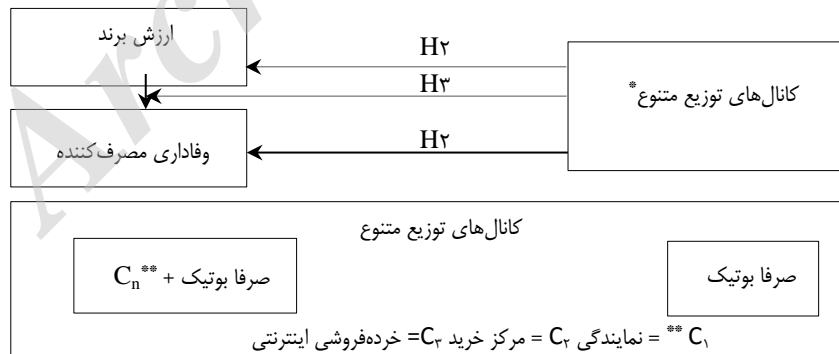 ارزش برند
H۲
H۳
کانال‌های توزیع متنوع*
وفاداری مصرف‌کننده
H۲
کانال‌های توزیع متنوع
صرفا بوتیک
صرفا بوتیک + Cₙ**
** C۱ = نمایندگی C۲ = مرکز خرید C۳= خرده‌فروشی اینترنتی